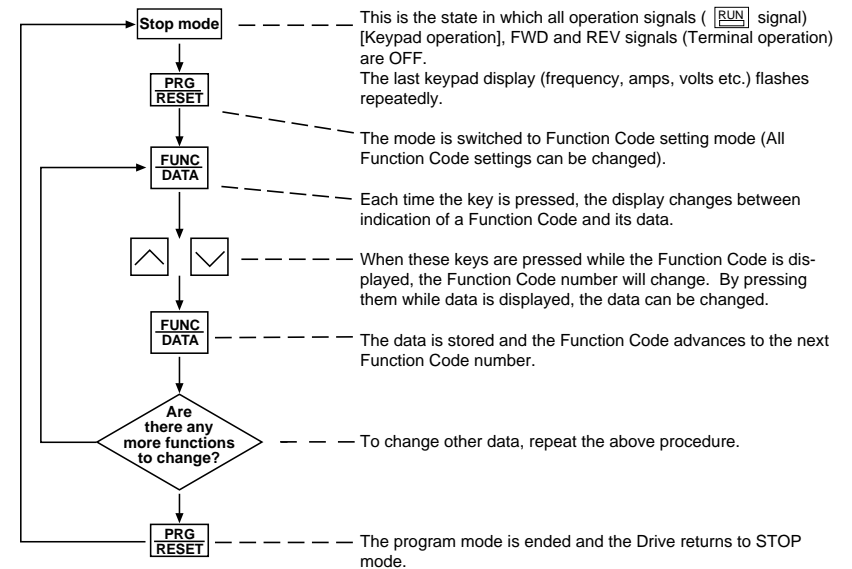 Stop mode
This is the state in which all operation signals ( RUN signal)
[Keypad operation], FWD and REV signals (Terminal operation)
are OFF.
The last keypad display (frequency, amps, volts etc.) flashes
repeatedly.
PRG
RESET
The mode is switched to Function Code setting mode (All
Function Code settings can be changed).
FUNC
DATA
Each time the key is pressed, the display changes between
indication of a Function Code and its data.
When these keys are pressed while the Function Code is dis-
played, the Function Code number will change. By pressing
them while data is displayed, the data can be changed.
FUNC
DATA
The data is stored and the Function Code advances to the next
Function Code number.
Are
there any
more functions
to change?
To change other data, repeat the above procedure.
PRG
RESET
The program mode is ended and the Drive returns to STOP
mode.